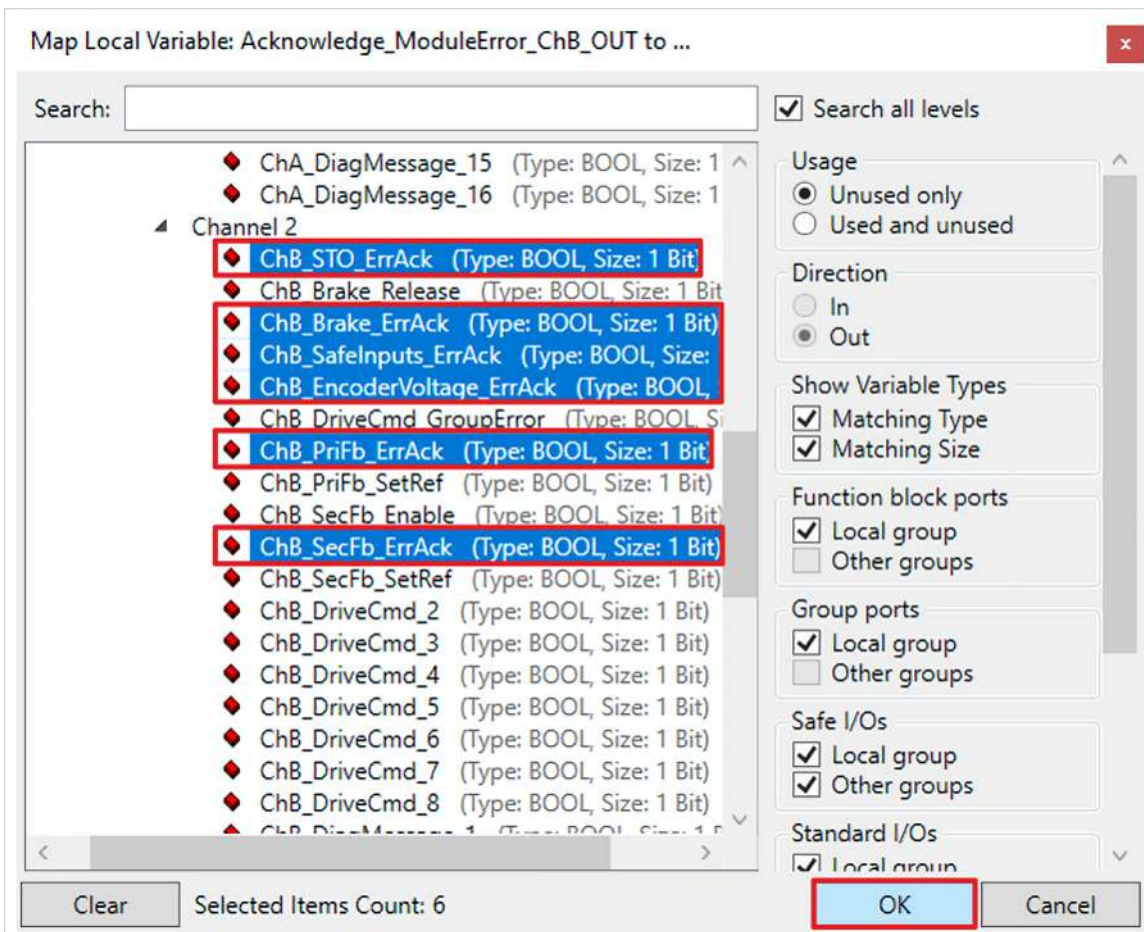 Map Local Variable: Acknowledge_ModuleError_ChB_OUT to ...
x
Search:
Search all levels
ChA_DiagMessage_15 (Type: BOOL, Size: 1
ChA_DiagMessage_16 (Type: BOOL, Size: 1
Channel 2
ChB_STO_ErrAck (Type: BOOL, Size: 1 Bit)
ChB_Brake_Release (Type: BOOL, Size: 1 Bit
ChB_Brake_ErrAck (Type: BOOL, Size: 1 Bit)
ChB_SafeInputs_ErrAck (Type: BOOL, Size:
ChB_EncoderVoltage_ErrAck (Type: BOOL,
ChB_DriveCmd_GroupError (Type: BOOL, Si
ChB_PriFb_ErrAck (Type: BOOL, Size: 1 Bit)
ChB_PriFb_SetRef (Type: BOOL, Size: 1 Bit)
ChB_SecFb_Enable (Type: BOOL, Size: 1 Bit)
ChB_SecFb_ErrAck (Type: BOOL, Size: 1 Bit)
ChB_SecFb_SetRef (Type: BOOL, Size: 1 Bit)
ChB_DriveCmd_2 (Type: BOOL, Size: 1 Bit)
ChB_DriveCmd_3 (Type: BOOL, Size: 1 Bit)
ChB_DriveCmd_4 (Type: BOOL, Size: 1 Bit)
ChB_DriveCmd_5 (Type: BOOL, Size: 1 Bit)
ChB_DriveCmd_6 (Type: BOOL, Size: 1 Bit)
ChB_DriveCmd_7 (Type: BOOL, Size: 1 Bit)
ChB_DriveCmd_8 (Type: BOOL, Size: 1 Bit)
ChB_DiagMessage_1 (Type: BOOL, Size: 1
Usage
Unused only
Used and unused
Direction
In
Out
Show Variable Types
Matching Type
Matching Size
Function block ports
Local group
Other groups
Group ports
Local group
Other groups
Safe I/Os
Local group
Other groups
Standard I/Os
Local group
Clear
Selected Items Count: 6
OK
Cancel